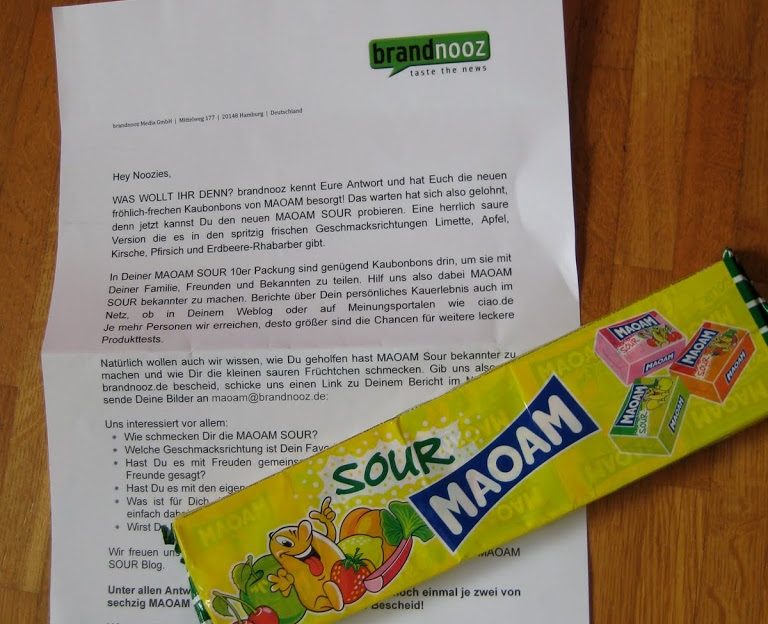 brandnooz
taste the news
brandnooz Media GmbH | Mittelweg 177 | 20148 Hamburg | Deutschland
Hey Noozies,
WAS WOLLT IHR DENN? brandnooz kennt Eure Antwort und hat Euch die neuen
fröhlich-frechen Kaubonbons von MAOAM besorgt! Das warten hat sich also gelohnt,
denn jetzt kannst Du den neuen MAOAM SOUR probieren. Eine herrlich saure
Version die es in den spritzig frischen Geschmacksrichtungen Limette, Apfel,
Kirsche, Pfirsich und Erdbeere-Rhabarber gibt.
In Deiner MAOAM SOUR 10er Packung sind genügend Kaubonbons drin, um sie mit
Deiner Familie, Freunden und Bekannten zu teilen. Hilf uns also dabei MAOAM
SOUR bekannter zu machen. Berichte über Dein persönliches Kauerlebnis auch im
Netz, ob in Deinem Weblog oder auf Meinungsportalen wie ciao.de
Je mehr Personen wir erreichen, desto größer sind die Chancen für weitere leckere
Produkttests.
Natürlich wollen auch wir wissen, wie Du geholfen hast MAOAM Sour bekannter zu
machen und wie Dir die kleinen sauren Früchtchen schmecken. Gib uns also
brandnooz.de bescheid, schicke uns einen Link zu Deinem Bericht im
sende Deine Bilder an maoam@brandnooz.de:
Uns interessiert vor allem:
• Wie schmecken Dir die MAOAM SOUR?
• Welche Geschmacksrichtung ist Dein
• Hast Du es mit Freuden
Freunde gesagt?
• Hast Du es mit den
• Was ist für Dich
einfach
• Wirst
Wir freuen uns MAOAM
SOUR Blog.
Unter allen noch einmal je zwei von
sechzig MAOAM Bescheid!
SOUR
MAOAM
MAOAM
SOUR
MAOAM
MAOAM
SOUR
MAOAM
MAOAM
SOUR
MAOAM